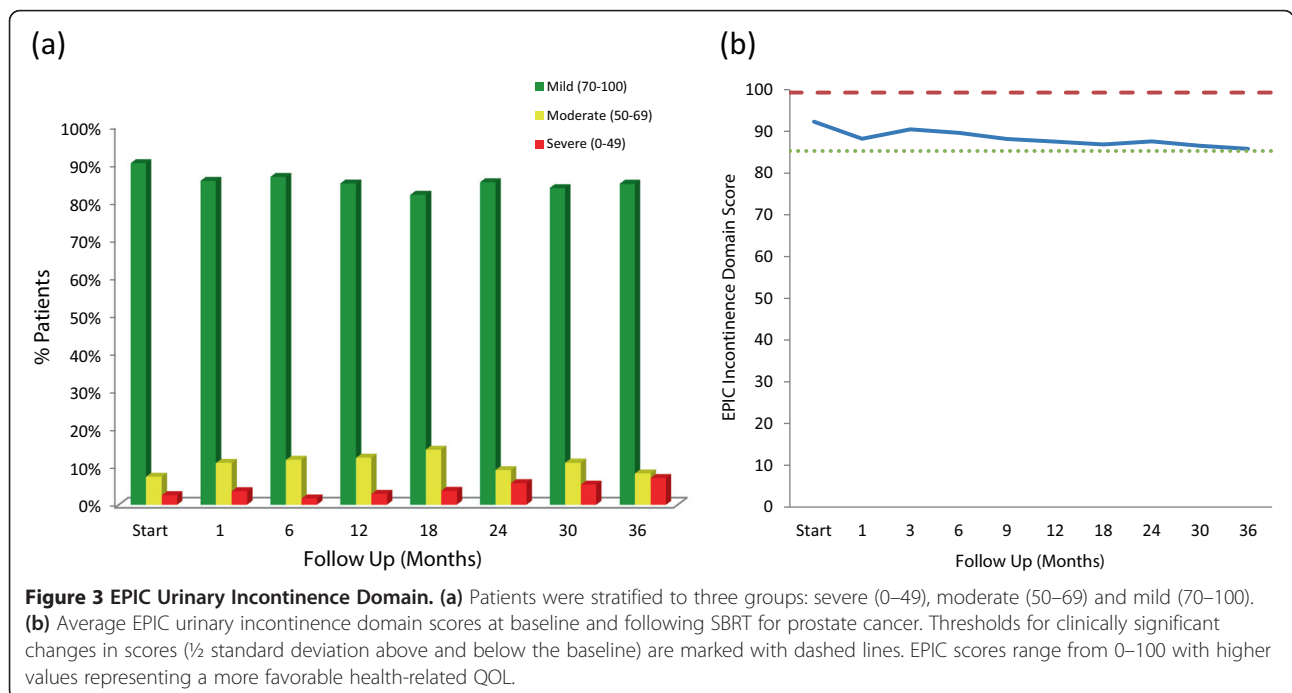 (a)
Mild (70-100)
Moderate (50-69)
Severe (0-49)
100%
90%
80%
70%
60%
50%
40%
30%
20%
10%
0%
% Patients
Start 1 6 12 18 24 30 36
Follow Up (Months)
(b)
100
90
80
70
60
50
40
30
20
10
0
EPIC Incontinence Domain Score
Start 1 3 6 9 12 18 24 30 36
Follow Up (Months)
Figure 3 EPIC Urinary Incontinence Domain. (a) Patients were stratified to three groups: severe (0–49), moderate (50–69) and mild (70–100).
(b) Average EPIC urinary incontinence domain scores at baseline and following SBRT for prostate cancer. Thresholds for clinically significant
changes in scores (½ standard deviation above and below the baseline) are marked with dashed lines. EPIC scores range from 0–100 with higher
values representing a more favorable health-related QOL.